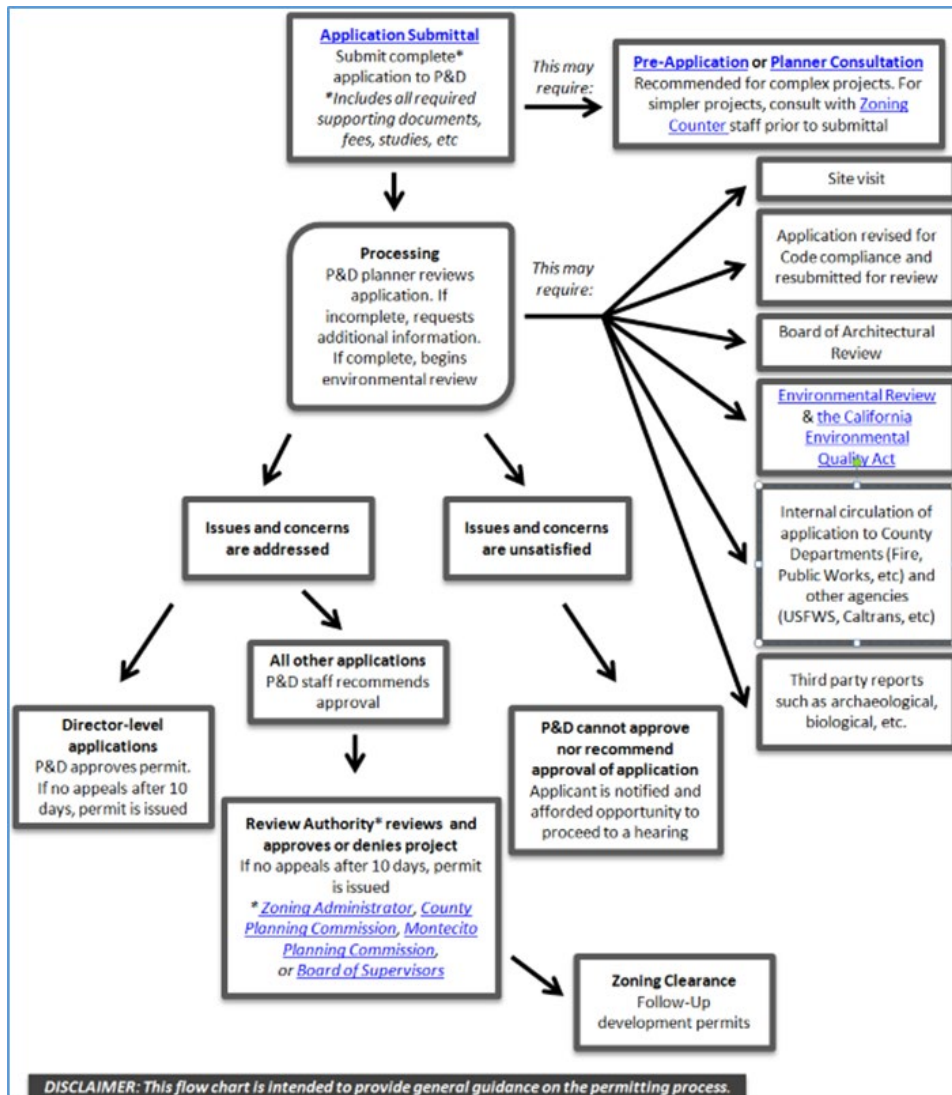 Application Submittal
Submit complete*
application to P&D
*Includes all required
supporting documents,
fees, studies, etc
This may
require:
Pre-Application or Planner Consultation
Recommended for complex projects. For
simpler projects, consult with Zoning
Counter staff prior to submittal
Processing
P&D planner reviews
application. If
incomplete, requests
additional information.
If complete, begins
environmental review
This may
require:
Site visit
Application revised for
Code compliance and
resubmitted for review
Board of Architectural
Review
Environmental Review
& the California
Environmental
Quality Act
Internal circulation of
application to County
Departments (Fire,
Public Works, etc) and
other agencies
(USFWS, Caltrans, etc)
Third party reports
such as archaeological,
biological, etc.
Issues and concerns
are addressed
Issues and concerns
are unsatisfied
All other applications
P&D staff recommends
approval
Director-level
applications
P&D approves permit.
If no appeals after 10
days, permit is issued
P&D cannot approve
nor recommend
approval of application
Applicant is notified and
afforded opportunity to
proceed to a hearing
Review Authority* reviews and
approves or denies project
If no appeals after 10 days, permit
is issued
* Zoning Administrator, County
Planning Commission, Montecito
Planning Commission,
or Board of Supervisors
Zoning Clearance
Follow-Up
development permits
DISCLAIMER: This flow chart is intended to provide general guidance on the permitting process.